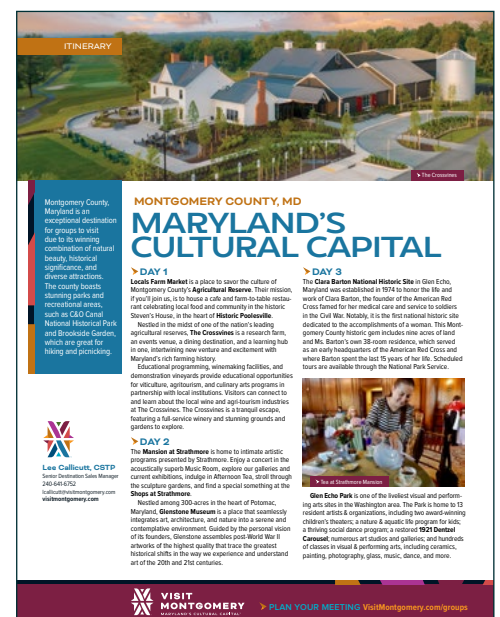 ITINERARY
The Crossvines
Montgomery County,
Maryland is an
exceptional destination
for groups to visit
due to its winning
combination of natural
beauty, historical
significance, and
diverse attractions.
The county boasts
stunning parks and
recreational areas,
such as C&O Canal
National Historical Park
and Brookside Garden,
which are great for
hiking and picnicking.
Lee Callicutt, CSTP
Senior Destination Sales Manager
240-641-6752
lcallicutt@visitmontgomery.com
visitmontgomery.com
MONTGOMERY COUNTY, MD
MARYLAND'S
CULTURAL CAPITAL
DAY 1
Locals Farm Market is a place to savor the culture of
Montgomery County's Agricultural Reserve. Their mission,
if you'll join us, is to house a cafe and farm-to-table restau-
rant celebrating local food and community in the historic
Steven's House, in the heart of Historic Poolesville.
Nestled in the midst of one of the nation's leading
agricultural reserves, The Crossvines is a research farm,
an events venue, a dining destination, and a learning hub
in one, intertwining new venture and excitement with
Maryland's rich farming history.
Educational programming, winemaking facilities, and
demonstration vineyards provide educational opportunities
for viticulture, agritourism, and culinary arts programs in
partnership with local institutions. Visitors can connect to
and learn about the local wine and agri-tourism industries
at The Crossvines. The Crossvines is a tranquil escape,
featuring a full-service winery and stunning grounds and
gardens to explore.
DAY 2
The Mansion at Strathmore is home to intimate artistic
programs presented by Strathmore. Enjoy a concert in the
acoustically superb Music Room, explore our galleries and
current exhibitions, indulge in Afternoon Tea, stroll through
the sculpture gardens, and find a special something at the
Shops at Strathmore.
Nestled among 300-acres in the heart of Potomac,
Maryland, Glenstone Museum is a place that seamlessly
integrates art, architecture, and nature into a serene and
contemplative environment. Guided by the personal vision
of its founders, Glenstone assembles post-World War II
artworks of the highest quality that trace the greatest
historical shifts in the way we experience and understand
art of the 20th and 21st centuries.
DAY 3
The Clara Barton National Historic Site in Glen Echo,
Maryland was established in 1974 to honor the life and
work of Clara Barton, the founder of the American Red
Cross famed for her medical care and service to soldiers
in the Civil War. Notably, it is the first national historic site
dedicated to the accomplishments of a woman. This Mont-
gomery County historic gem includes nine acres of land
and Ms. Barton's own 38-room residence, which served
as an early headquarters of the American Red Cross and
where Barton spent the last 15 years of her life. Scheduled
tours are available through the National Park Service.
Tea at Strathmore Mansion
Glen Echo Park is one of the liveliest visual and perform-
ing arts sites in the Washington area. The Park is home to 13
resident artists & organizations, including two award-winning
children's theaters; a nature & aquatic life program for kids;
a thriving social dance program; a restored 1921 Dentzel
Carousel; numerous art studios and galleries; and hundreds
of classes in visual & performing arts, including ceramics,
painting, photography, glass, music, dance, and more.
VISIT
MONTGOMERY
MARYLAND'S CULTURAL CAPITAL
PLAN YOUR MEETING VisitMontgomery.com/groups